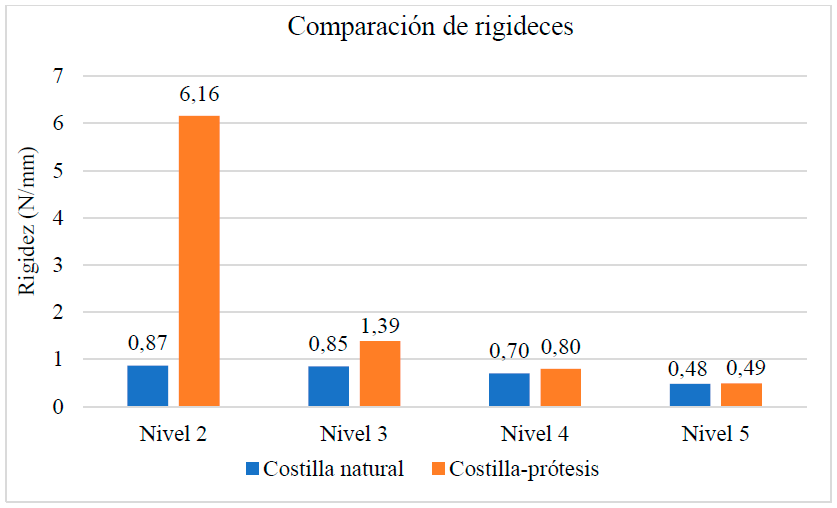 Comparación de rigideces
Rigidez (N/mm)
7
6
5
4
3
2
1
0
0,87
6,16
0,85
1,39
0,70
0,80
0,48
0,49
Nivel 2
Nivel 3
Nivel 4
Nivel 5
Costilla natural
Costilla-prótesis